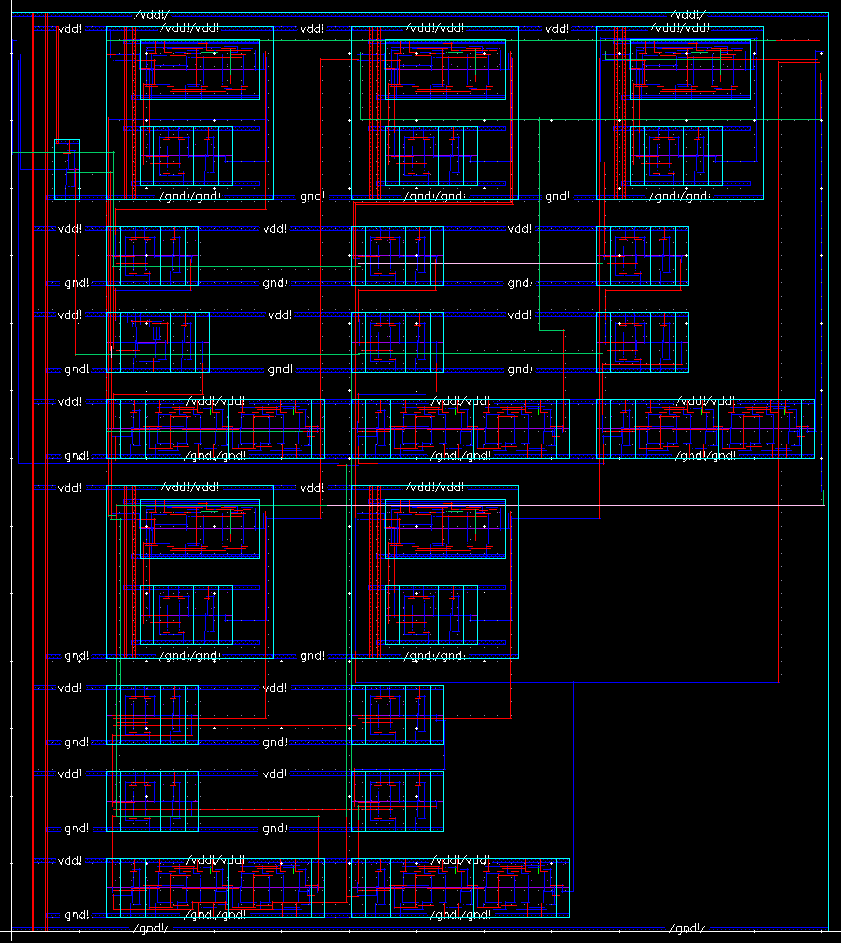 /vdd!/ /vdd!/
vdd! /vdd!/vdd! vdd! /vdd!/vdd! vdd! /vdd!/vdd!
/gnd!/gnd! gnd! /gnd!/gnd! gnd! /gnd!/gnd!
vdd! vdd! vdd!
gnd! gnd! gnd!
vdd! vdd! vdd!
gnd! gnd! gnd!
vdd! /vdd!/vdd! /vdd!/vdd! /vdd!/vdd!
gnd! /gnd!/gnd! /gnd!/gnd! /gnd!/gnd!
vdd! /vdd!/vdd! vdd! /vdd!/vdd!
gnd! /gnd!/gnd! gnd! /gnd!/gnd!
vdd! vdd!
gnd! gnd!
vdd! vdd!
gnd! gnd!
vdd! /vdd!/vdd! /vdd!/vdd!
gnd! /gnd!/gnd! /gnd!/gnd!
/gnd!/ /gnd!/